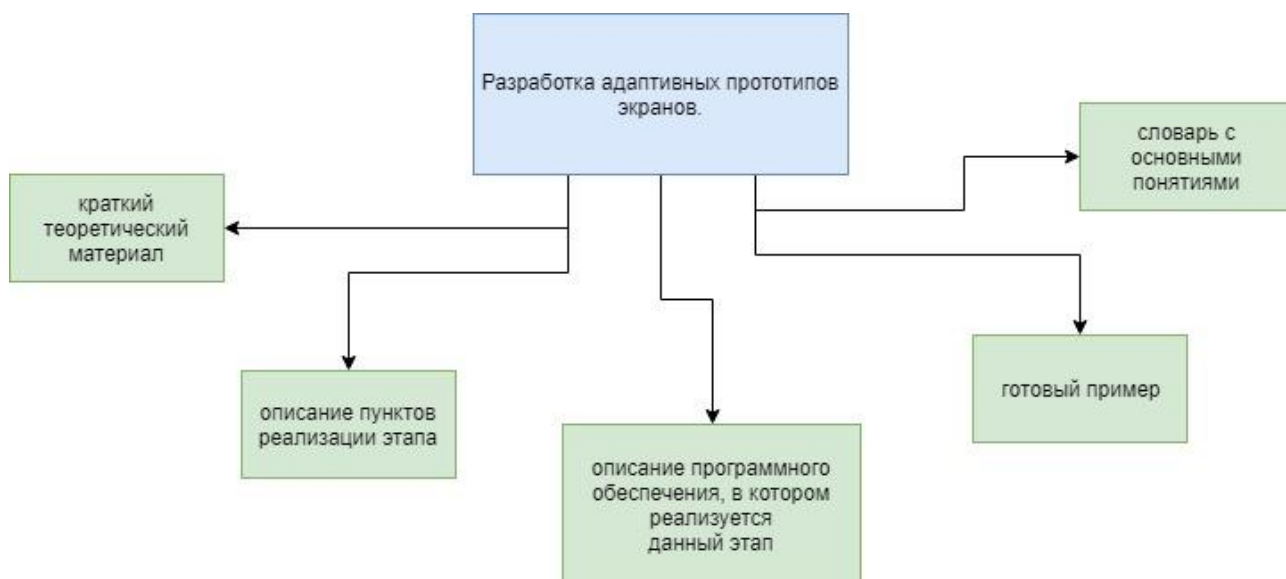 Разработка адаптивных прототипов
экранов.
словарь с
основными
понятиями
краткий
теоретический
материал
описание пунктов
реализации этапа
готовый пример
описание программного
обеспечения, в котором
реализуется
данный этап